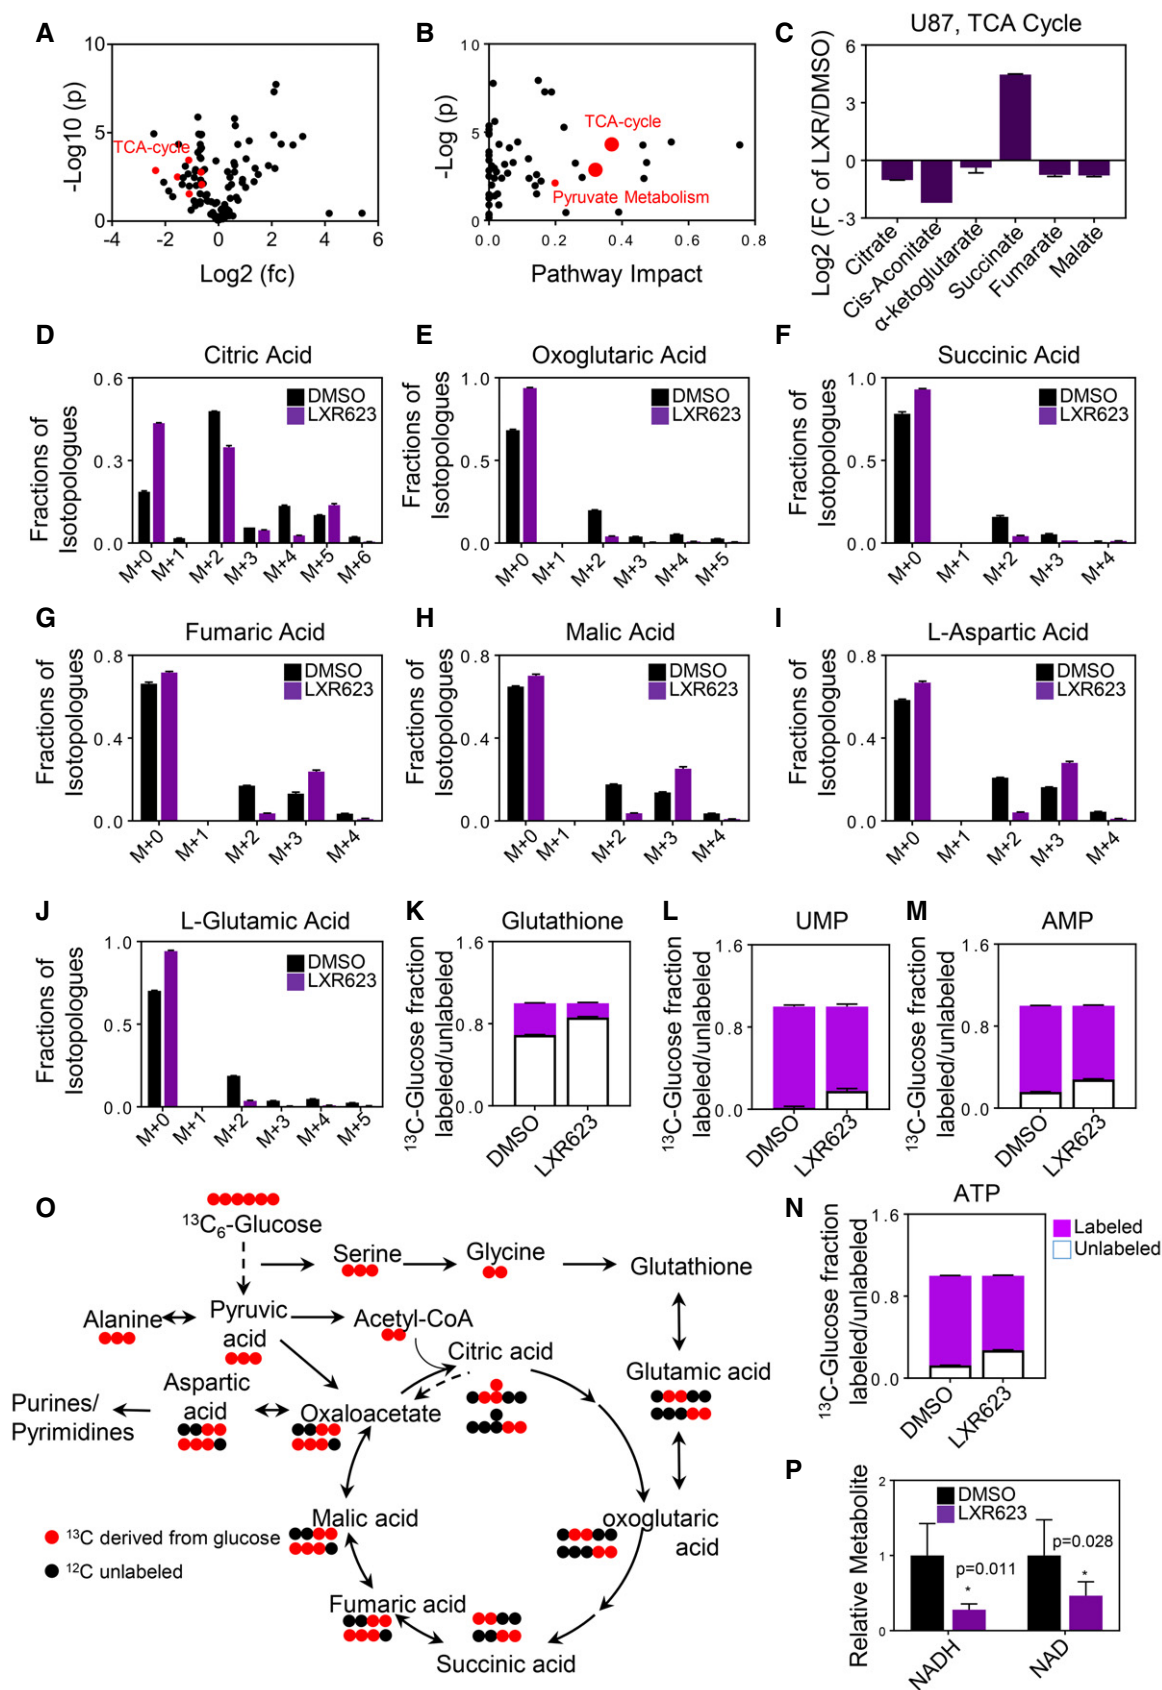 A
10
5
0
-4
-2
0
2
4
6
-Log10 (p)
Log2 (fc)
TCA-cycle
B
10
5
0
0.0
0.2
0.4
0.6
0.8
-Log (p)
Pathway Impact
TCA-cycle
Pyruvate Metabolism
C
U87, TCA Cycle
Log2 (FC of LXR/DMSO)
6
3
0
-3
Citrate
Cis-Aconitate
α-ketoglutarate
Succinate
Fumarate
Malate
D
Citric Acid
Fractions of
Isotopologues
0.6
0.3
0.0
DMSO
LXR623
M+0
M+1
M+2
M+3
M+4
M+5
M+6
E
Oxoglutaric Acid
Fractions of
Isotopologues
1.0
0.5
0.0
DMSO
LXR623
M+0
M+1
M+2
M+3
M+4
M+5
F
Succinic Acid
Fractions of
Isotopologues
1.0
0.5
0.0
DMSO
LXR623
M+0
M+1
M+2
M+3
M+4
G
Fumaric Acid
Fractions of
Isotopologues
0.8
0.4
0.0
DMSO
LXR623
M+0
M+1
M+2
M+3
M+4
H
Malic Acid
Fractions of
Isotopologues
0.8
0.4
0.0
DMSO
LXR623
M+0
M+1
M+2
M+3
M+4
I
L-Aspartic Acid
Fractions of
Isotopologues
0.8
0.4
0.0
DMSO
LXR623
M+0
M+1
M+2
M+3
M+4
J
L-Glutamic Acid
Fractions of
Isotopologues
1.0
0.5
0.0
DMSO
LXR623
M+0
M+1
M+2
M+3
M+4
M+5
K
Glutathione
¹³C-Glucose fraction
labeled/unlabeled
1.6
0.8
0.0
DMSO
LXR623
L
UMP
¹³C-Glucose fraction
labeled/unlabeled
1.6
0.8
0.0
DMSO
LXR623
M
AMP
¹³C-Glucose fraction
labeled/unlabeled
1.6
0.8
0.0
DMSO
LXR623
N
ATP
¹³C-Glucose fraction
labeled/unlabeled
1.6
0.8
0.0
DMSO
LXR623
Labeled
Unlabeled
O
¹³C₆-Glucose
Serine
Glycine
Glutathione
Alanine
Pyruvic
acid
Acetyl-CoA
Citric acid
Glutamic acid
Aspartic
acid
Purines/
Pyrimidines
Oxaloacetate
Malic acid
oxoglutaric
acid
¹³C derived from glucose
¹²C unlabeled
Fumaric acid
Succinic acid
P
Relative Metabolite
2
1
0
DMSO
LXR623
p=0.011
*
p=0.028
*
NADH
NAD